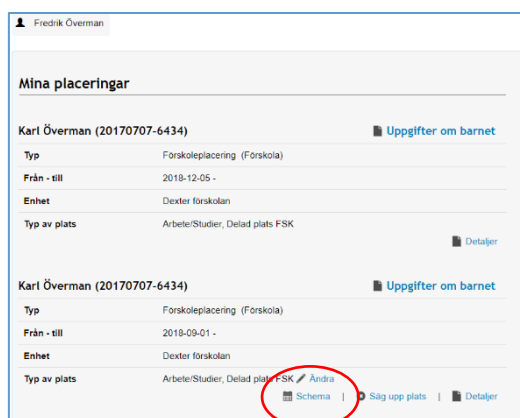 Fredrik Överman
Mina placeringar
Karl Överman (20170707-6434) Uppgifter om barnet
Typ Förskoleplacering (Förskola)
Från - till 2018-12-05 -
Enhet Dexter förskolan
Typ av plats Arbete/Studier, Delad plats FSK
Detaljer
Karl Överman (20170707-6434) Uppgifter om barnet
Typ Förskoleplacering (Förskola)
Från - till 2018-09-01 -
Enhet Dexter förskolan
Typ av plats Arbete/Studier, Delad plats FSK Ändra
Schema | Säg upp plats | Detaljer